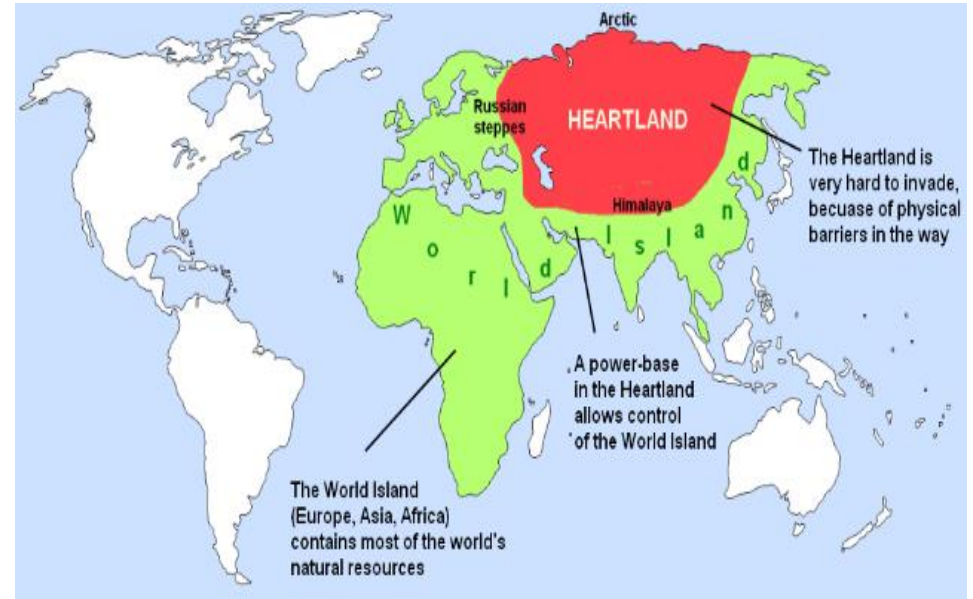 Arctic
Russian
steppes
HEARTLAND
The Heartland is
very hard to invade,
becuase of physical
barriers in the way
Himalaya
World Island
A power-base
in the Heartland
allows control
of the World Island
The World Island
(Europe, Asia, Africa)
contains most of the world's
natural resources